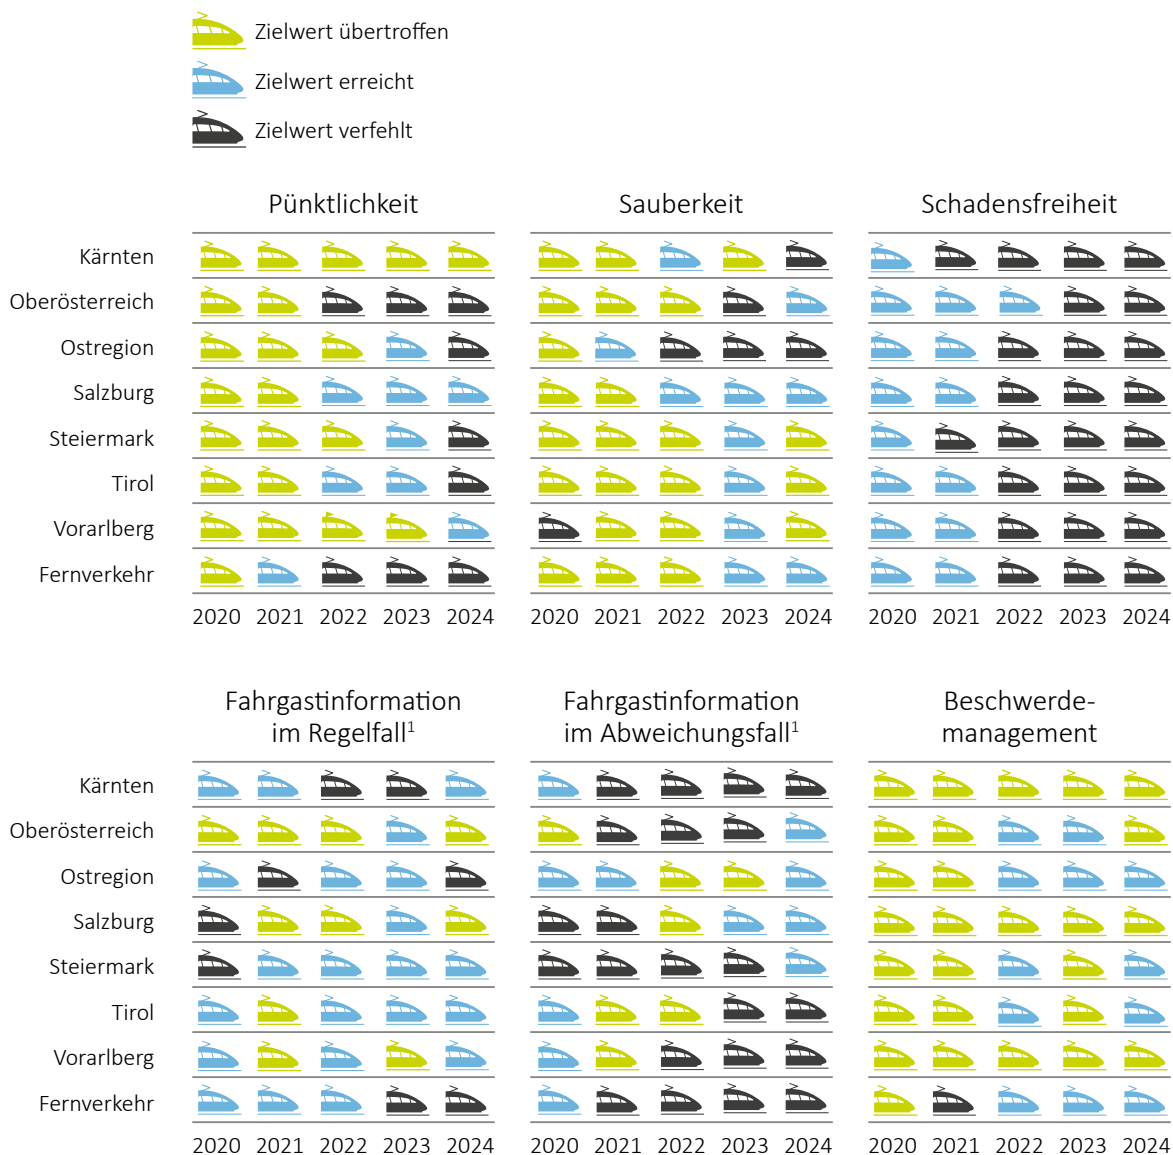 Zielwert übertroffen
Zielwert erreicht
Zielwert verfehlt
Pünktlichkeit Sauberkeit Schadensfreiheit
Kärnten
Oberösterreich
Ostregion
Salzburg
Steiermark
Tirol
Vorarlberg
Fernverkehr
2020 2021 2022 2023 2024 2020 2021 2022 2023 2024 2020 2021 2022 2023 2024
Fahrgastinformation Fahrgastinformation Beschwerde-
im Regelfall¹ im Abweichungsfall¹ management
Kärnten
Oberösterreich
Ostregion
Salzburg
Steiermark
Tirol
Vorarlberg
Fernverkehr
2020 2021 2022 2023 2024 2020 2021 2022 2023 2024 2020 2021 2022 2023 2024